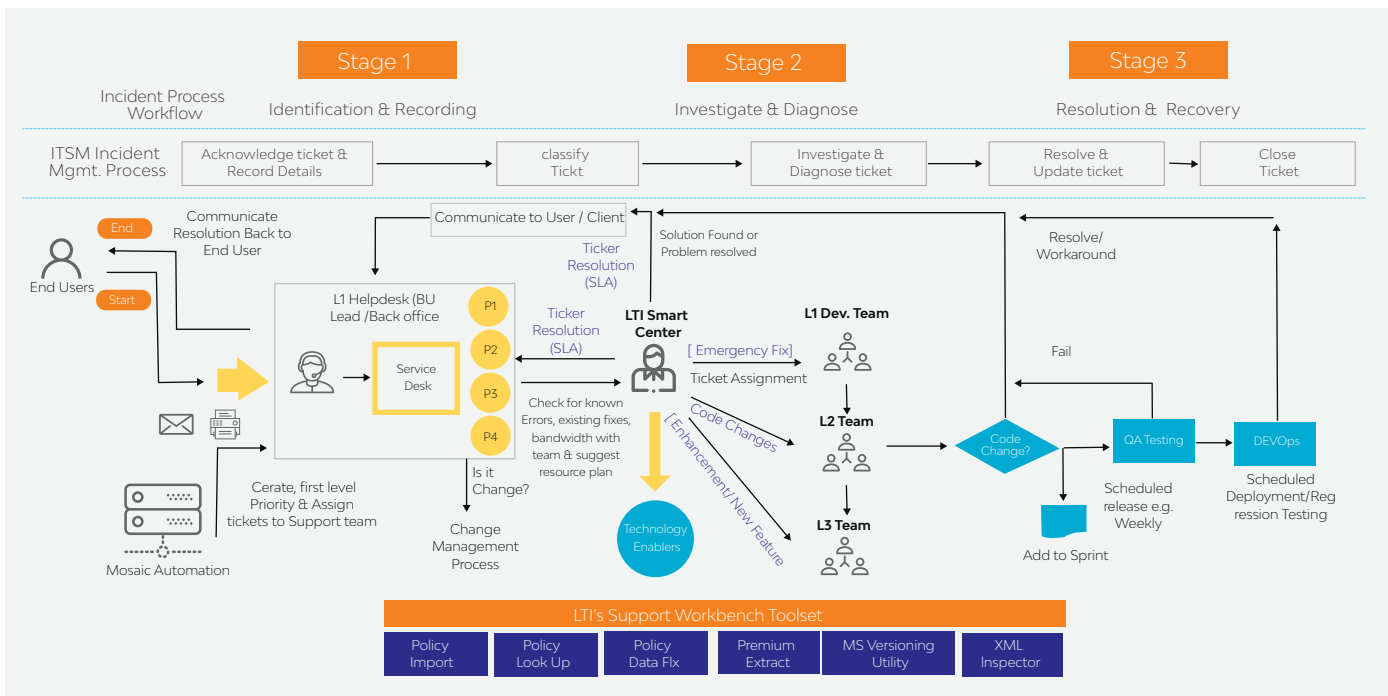 Stage 1
Stage 2
Stage 3
Incident Process
Workflow
Identification & Recording
Investigate & Diagnose
Resolution & Recovery
ITSM Incident
Mgmt. Process
Acknowledge ticket &
Record Details
classify
Tickt
Investigate &
Diagnose ticket
Resolve &
Update ticket
Close
Ticket
End
Communicate
Resolution Back to
End User
End Users
Start
Communicate to User / Client
Ticker
Resolution
(SLA)
Solution Found or
Problem resolved
Resolve/
Workaround
L1 Helpdesk (BU
Lead /Back office
Service
Desk
P1
P2
P3
P4
Ticker
Resolution
(SLA)
LTI Smart
Center
[ Emergency Fix]
Ticket Assignment
Code Changes
[ Enhancement/ New Feature
L1 Dev. Team
L2 Team
L3 Team
Fail
Code
Change?
QA Testing
DEVOps
Check for known
Errors, existing fixes,
bandwidth with
team & suggest
resource plan
Is it
Change?
Change
Management
Process
Cerate, first level
Priority & Assign
tickets to Support team
Mosaic Automation
Technology
Enablers
Add to Sprint
Scheduled
release e.g.
Weekly
Scheduled
Deployment/Reg
ression Testing
LTI's Support Workbench Toolset
Policy
Import
Policy
Look Up
Policy
Data Flx
Premium
Extract
MS Versioning
Utility
XML
Inspector